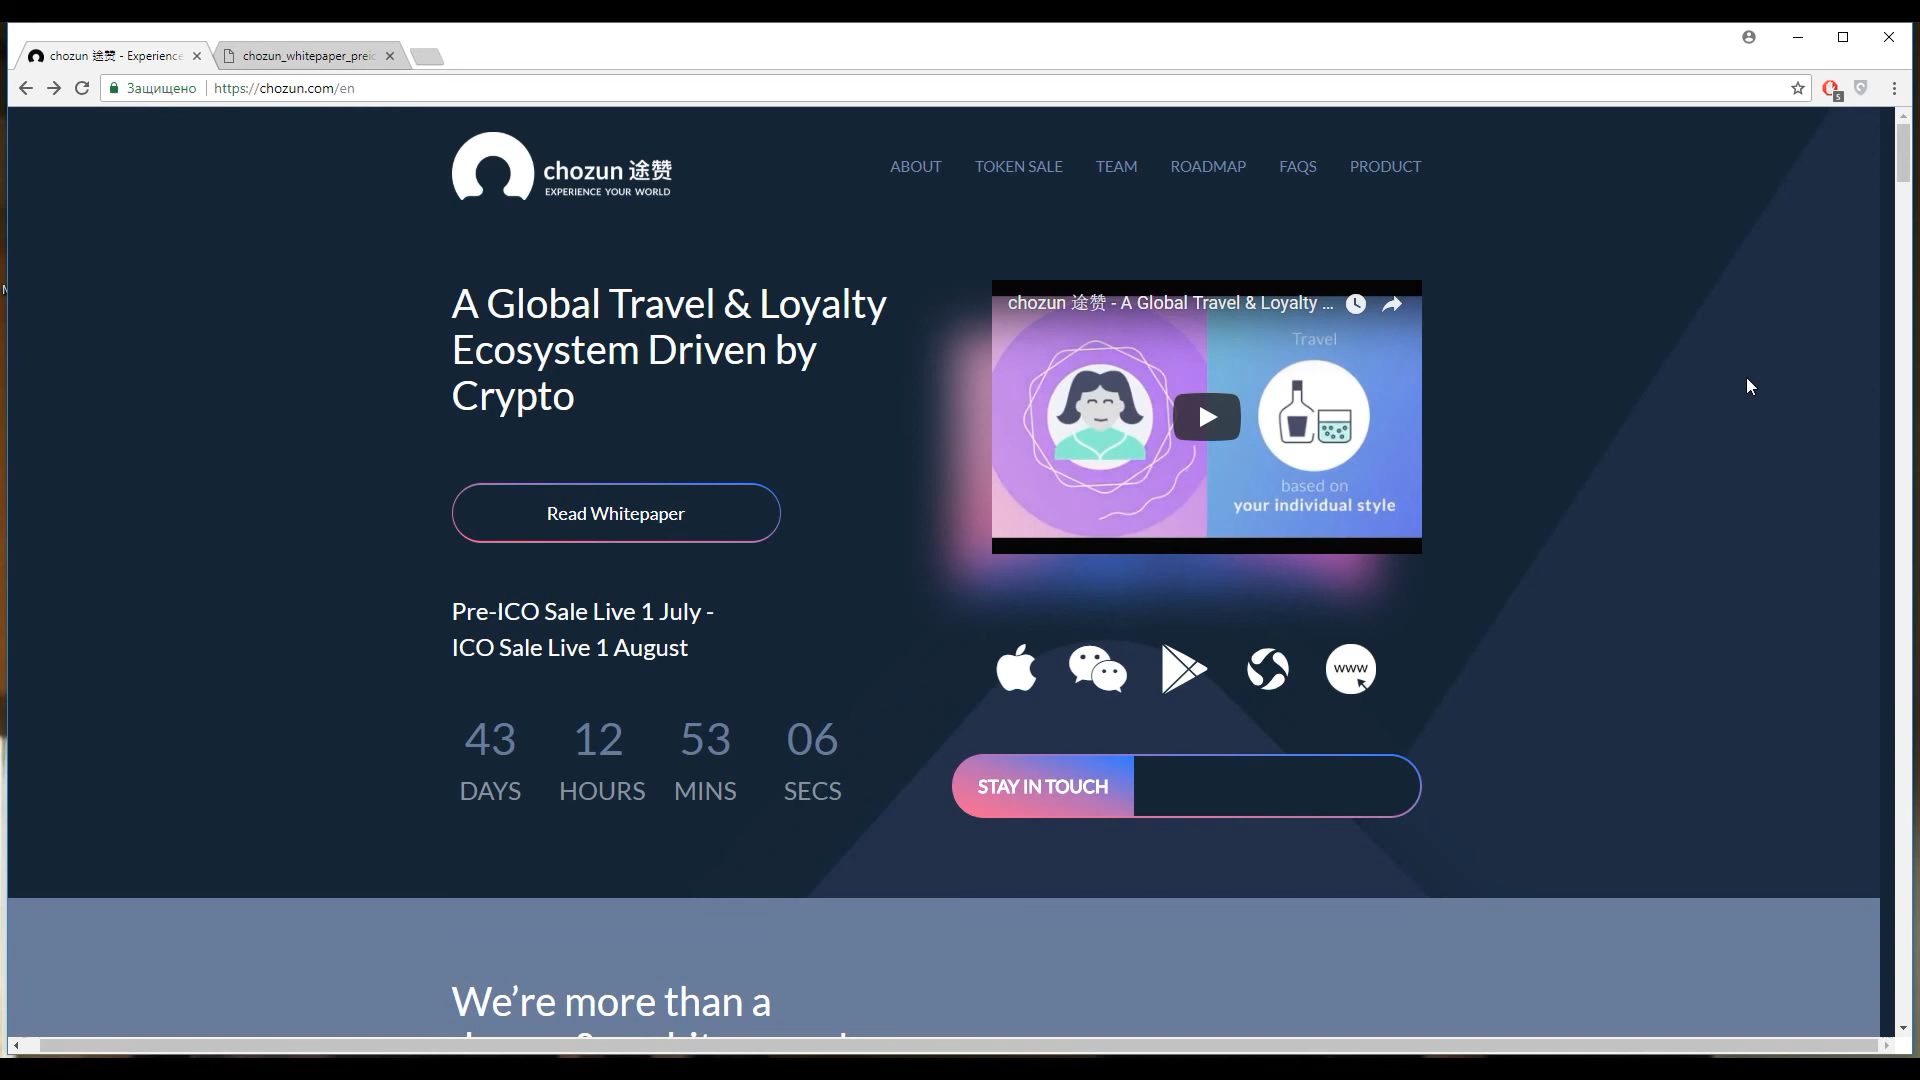 chozun 途赞 - Experience
chozun_whitepaper_preic
Защищено
https://chozun.com/en
5
chozun 途赞
EXPERIENCE YOUR WORLD
ABOUT
TOKEN SALE
TEAM
ROADMAP
FAQS
PRODUCT
A Global Travel & Loyalty
Ecosystem Driven by
Crypto
chozun 途赞 - A Global Travel & Loyalty ...
Travel
based on
your individual style
Read Whitepaper
Pre-ICO Sale Live 1 July -
ICO Sale Live 1 August
www
43 12 53 06
DAYS HOURS MINS SECS
STAY IN TOUCH
We’re more than a